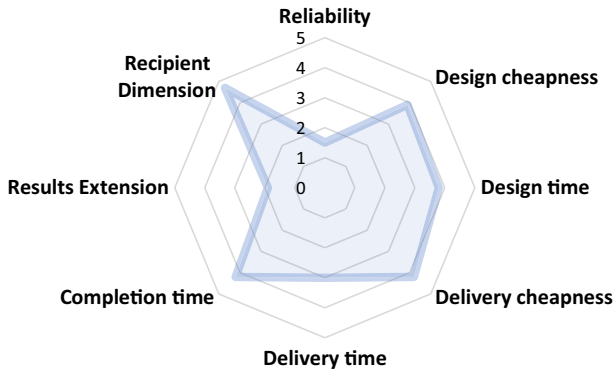 Reliability
5
Recipient
Dimension
Design cheapness
4
3
2
1
Results Extension
0
Design time
Completion time
Delivery cheapness
Delivery time